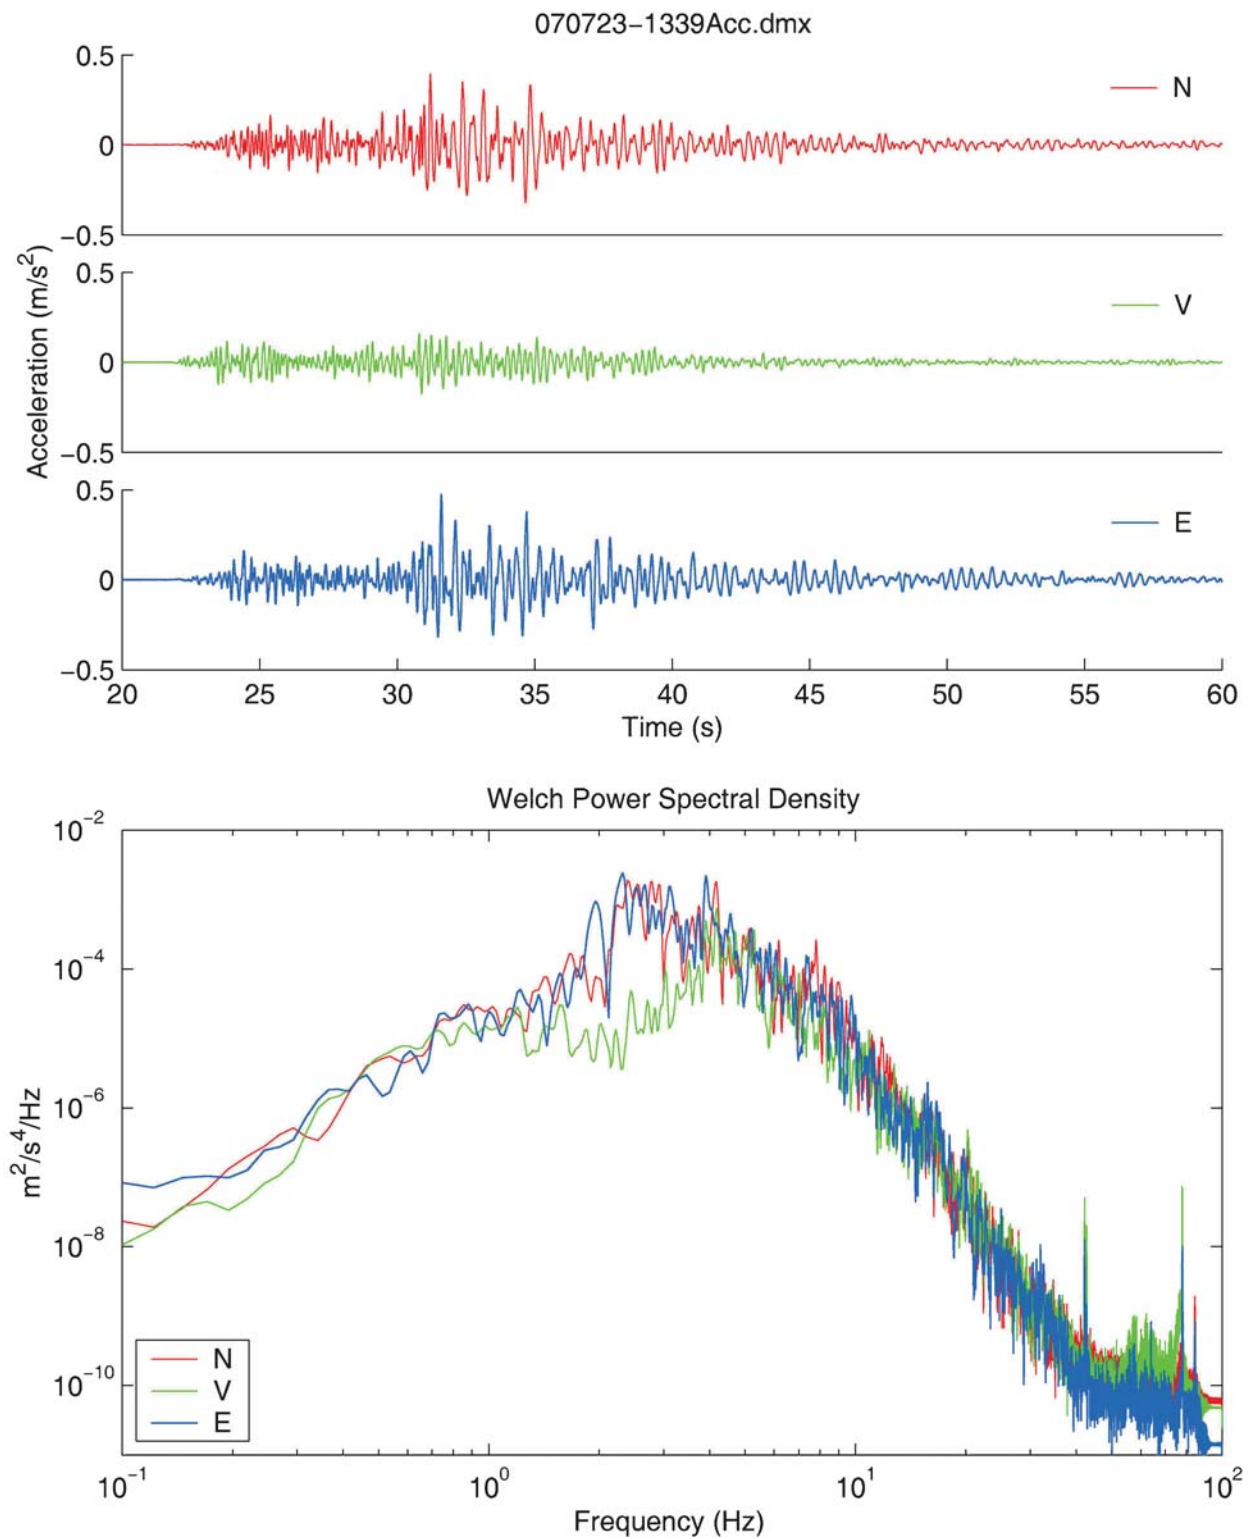 070723−1339Acc.dmx
0.5
N
0
−0.5
0.5
V
0
−0.5
0.5
E
0
−0.5
Acceleration (m/s²)
20 25 30 35 40 45 50 55 60
Time (s)
Welch Power Spectral Density
10⁻²
10⁻⁴
10⁻⁶
10⁻⁸
10⁻¹⁰
m²/s⁴/Hz
N
V
E
10⁻¹ 10⁰ 10¹ 10²
Frequency (Hz)